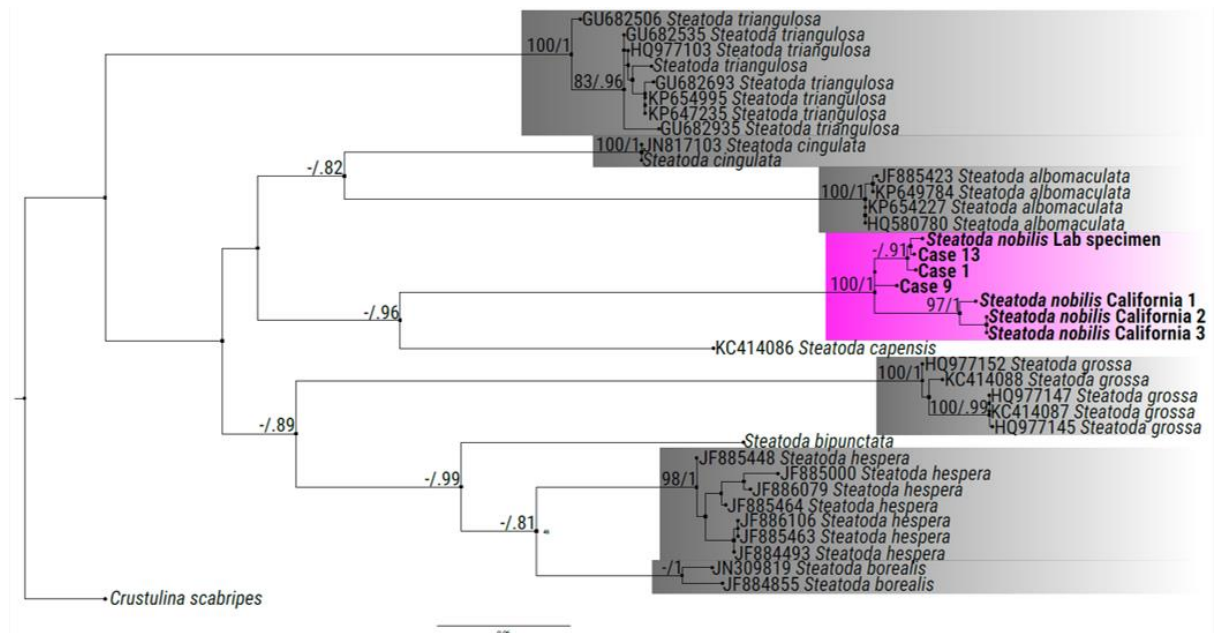 GU682506 Steatoda triangulosa
GU682535 Steatoda triangulosa
100/1
HQ977103 Steatoda triangulosa
Steatoda triangulosa
83/.96
GU682693 Steatoda triangulosa
KP654995 Steatoda triangulosa
KP647235 Steatoda triangulosa
GU682935 Steatoda triangulosa
100/1
JN817103 Steatoda cingulata
Steatoda cingulata
-/.82
JF885423 Steatoda albomaculata
100/1
KP649784 Steatoda albomaculata
KP654227 Steatoda albomaculata
HQ580780 Steatoda albomaculata
Steatoda nobilis Lab specimen
-/.91
Case 13
Case 1
100/1
Case 9
97/1
Steatoda nobilis California 1
-/.96
Steatoda nobilis California 2
Steatoda nobilis California 3
KC414086 Steatoda capensis
HQ977152 Steatoda grossa
100/1
KC414088 Steatoda grossa
HQ977147 Steatoda grossa
100/.99
KC414087 Steatoda grossa
-/.89
HQ977145 Steatoda grossa
Steatoda bipunctata
JF885448 Steatoda hespera
-/.99
98/1
JF885000 Steatoda hespera
JF886079 Steatoda hespera
JF885464 Steatoda hespera
-/.81
JF886106 Steatoda hespera
JF885463 Steatoda hespera
JF884493 Steatoda hespera
-/1
JN309819 Steatoda borealis
JF884855 Steatoda borealis
Crustulina scabripes